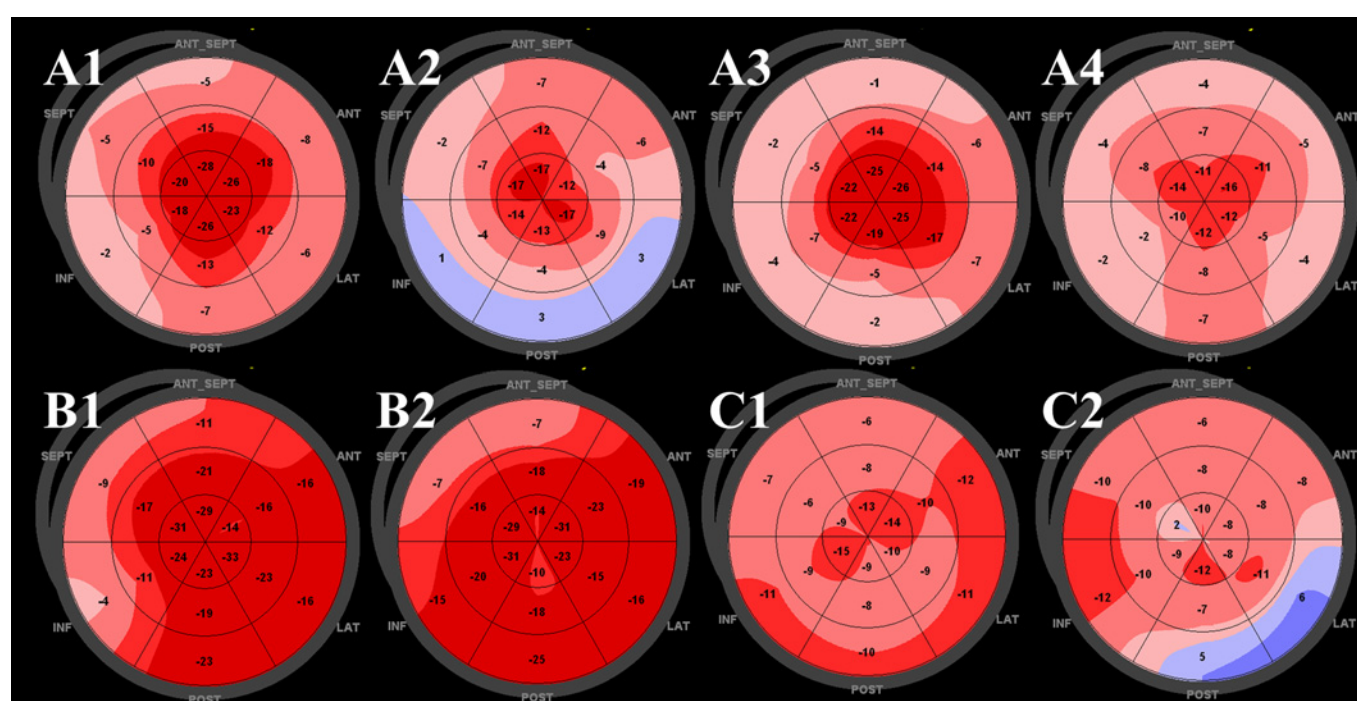 A1 A2 A3 A4
ANT_SEPT ANT_SEPT ANT_SEPT ANT_SEPT
-5 -7 -1 -4
SEPT ANT SEPT ANT SEPT ANT SEPT ANT
-5 -8 -2 -6 -2 -6 -4 -5
-15 -12 -14 -7
-10 -18 -7 -4 -5 -14 -8 -11
-28 -17 -25 -11
-20 -26 -17 -12 -22 -26 -14 -16
-18 -23 -14 -17 -22 -25 -10 -12
-26 -13 -19 -12
-5 -12 -4 -9 -7 -17 -2 -5
-13 -4 -5 -8
-2 -6 1 3 -4 -7 -2 -4
INF LAT INF LAT INF LAT INF LAT
-7 3 -2 -7
POST POST POST POST
B1 B2 C1 C2
ANT_SEPT ANT_SEPT ANT_SEPT ANT_SEPT
-11 -7 -6 -6
SEPT ANT SEPT ANT SEPT ANT SEPT ANT
-9 -16 -7 -19 -7 -12 -10 -8
-21 -18 -8 -8
-17 -16 -16 -23 -6 -10 -10 -8
-29 -14 -13 -10
-31 -14 -29 -31 -9 -14 2 -8
-24 -33 -31 -23 -15 -10 -9 -8
-23 -10 -9 -12
-11 -23 -20 -15 -9 -9 -10 -11
-19 -18 -8 -7
-4 -16 -15 -16 -11 -11 -12 6
INF LAT INF LAT INF LAT INF LAT
-23 -25 -10 5
POST POST POST POST